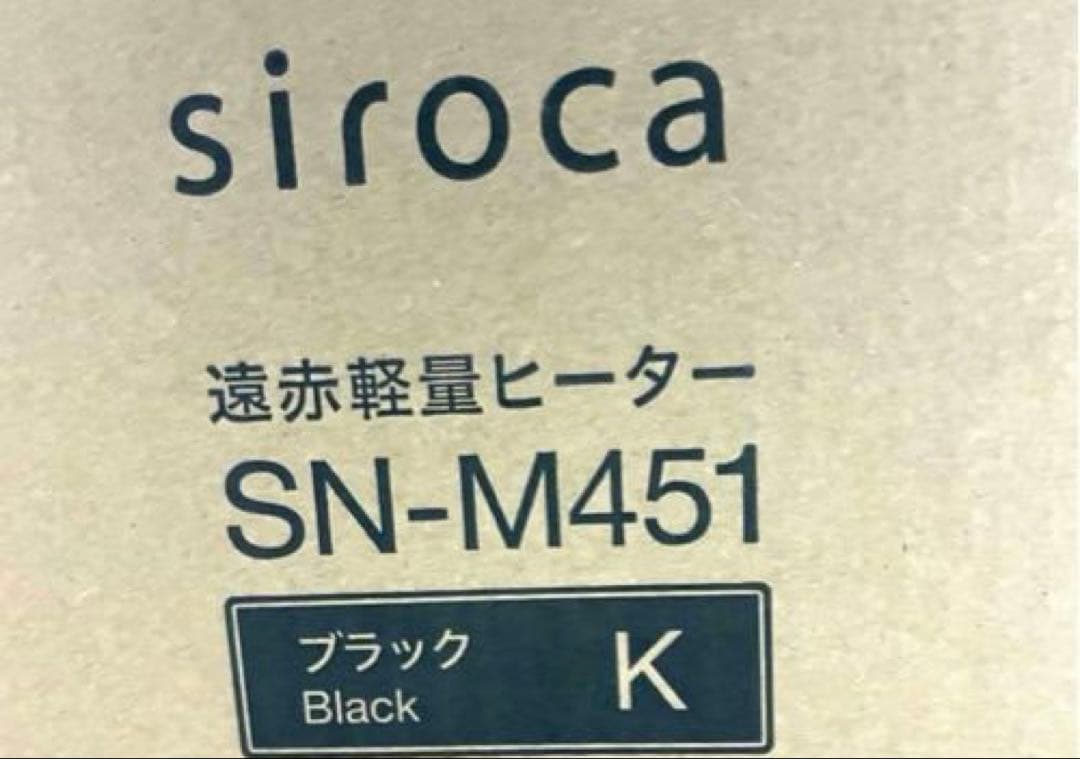 siroca
遠赤軽量ヒーター
SN-M451
ブラック
Black
K